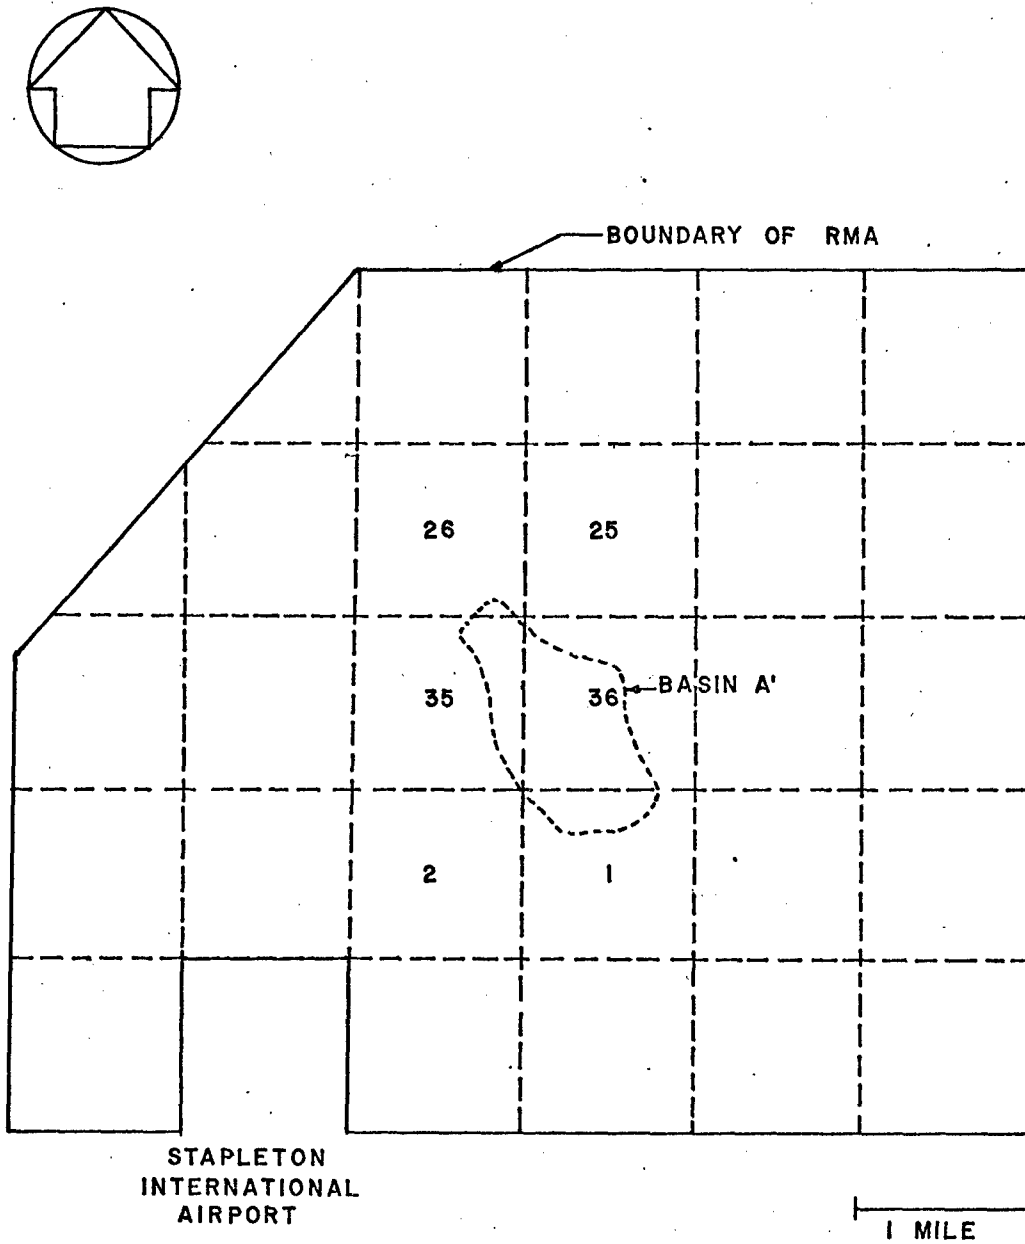 BOUNDARY OF RMA
26
25
35
36
BASIN A'
2
1
STAPLETON
INTERNATIONAL
AIRPORT
1 MILE